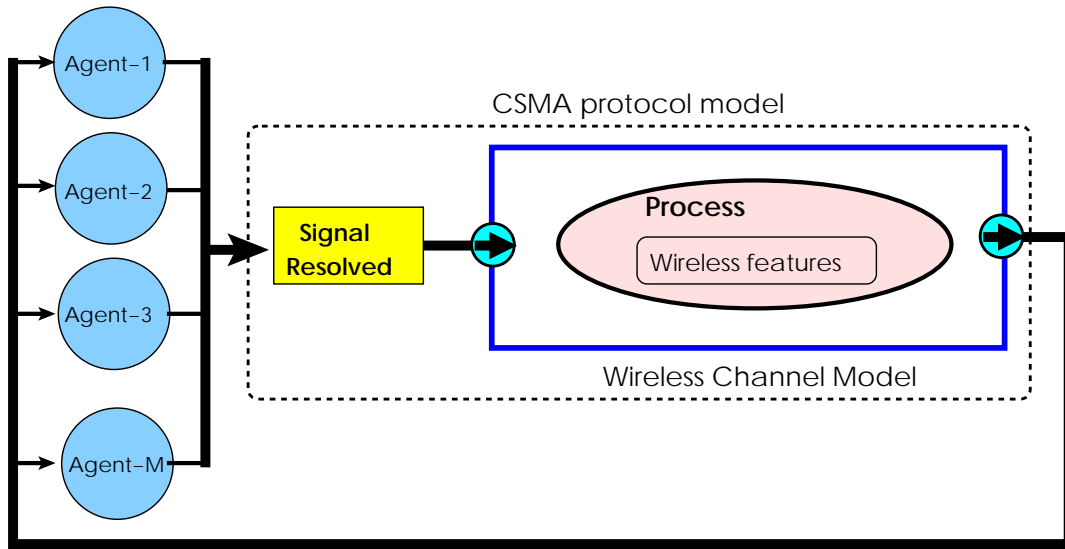 Agent-1
Agent-2
Agent-3
Agent-M
CSMA protocol model
Signal
Resolved
Process
Wireless features
Wireless Channel Model